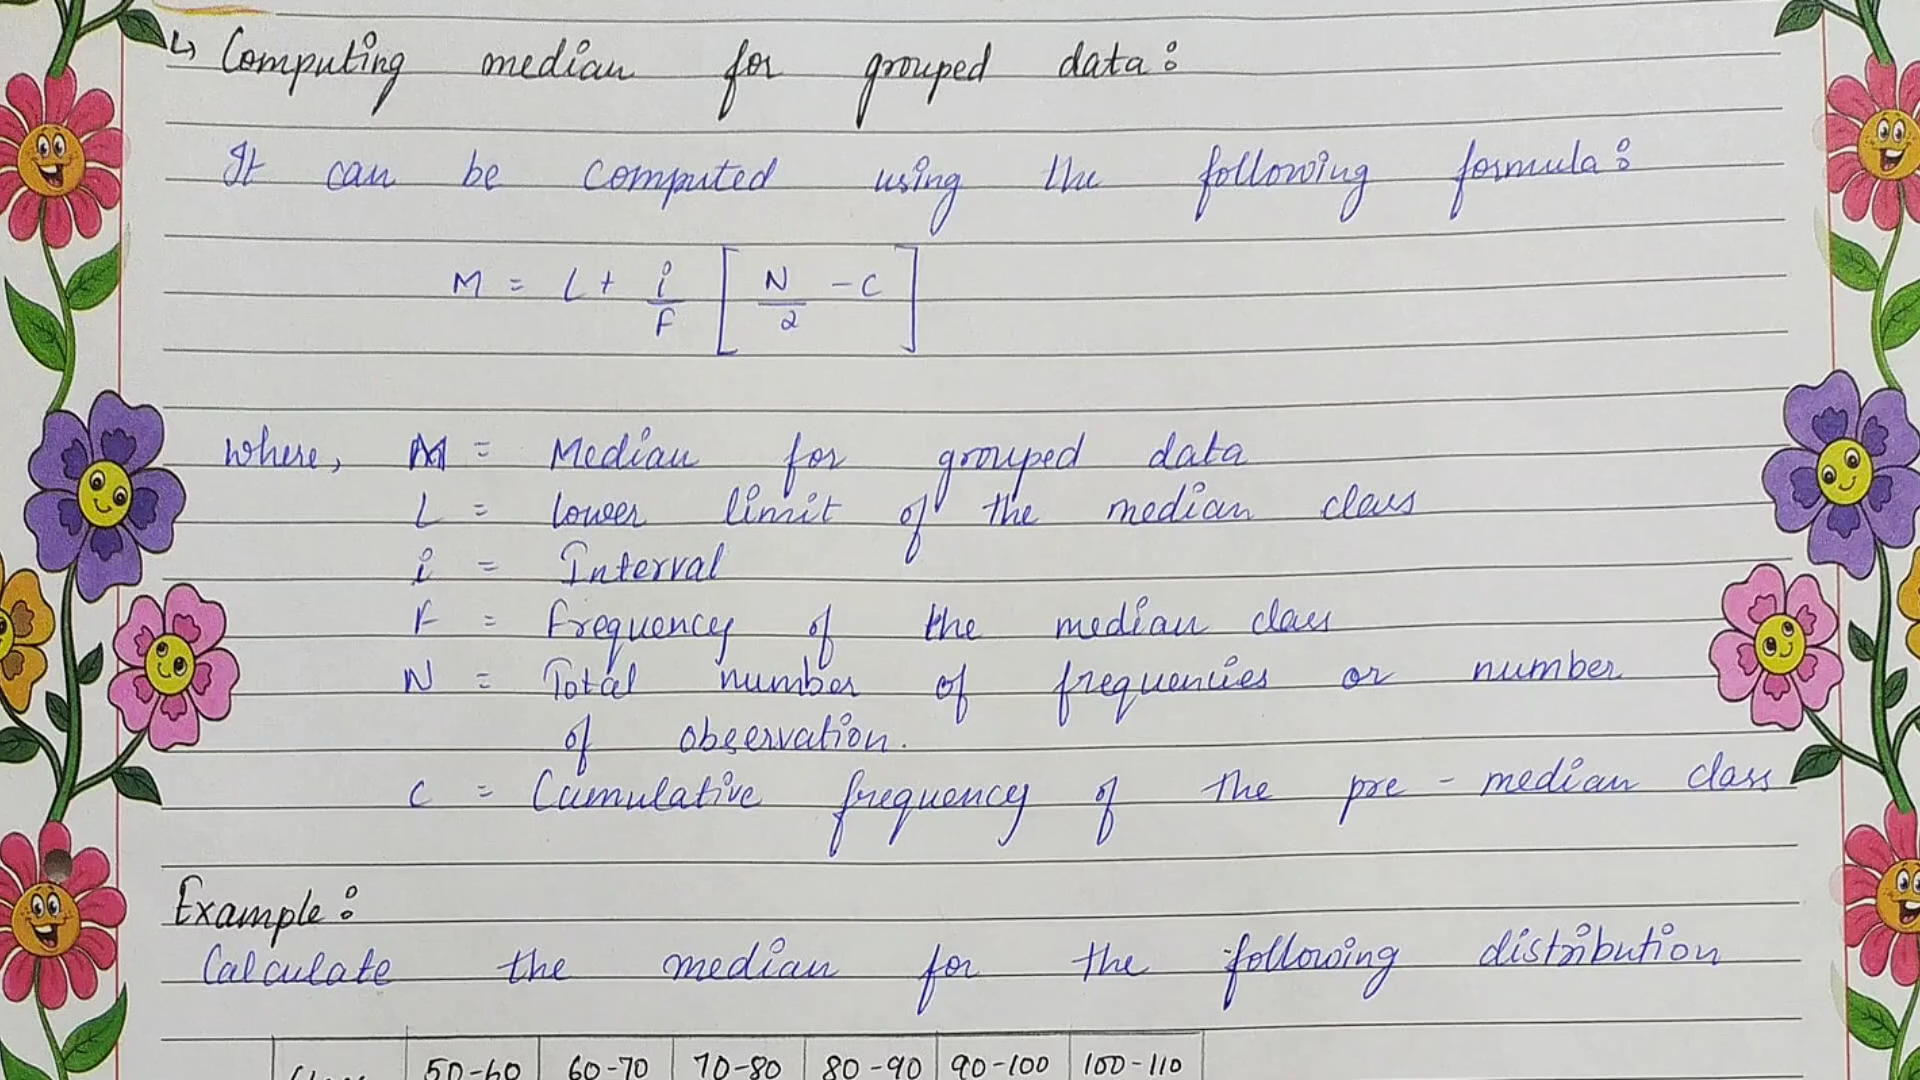 ↳ Computing median for grouped data:
It can be computed using the following formula:
M = L + i/F [N/2 - C]
where, M = Median for grouped data
L = lower limit of the median class
i = Interval
F = Frequency of the median class
N = Total number of frequencies or number
of observation.
C = Cumulative frequency of the pre-median class
Example:
Calculate the median for the following distribution
50-60 60-70 70-80 80-90 90-100 100-110